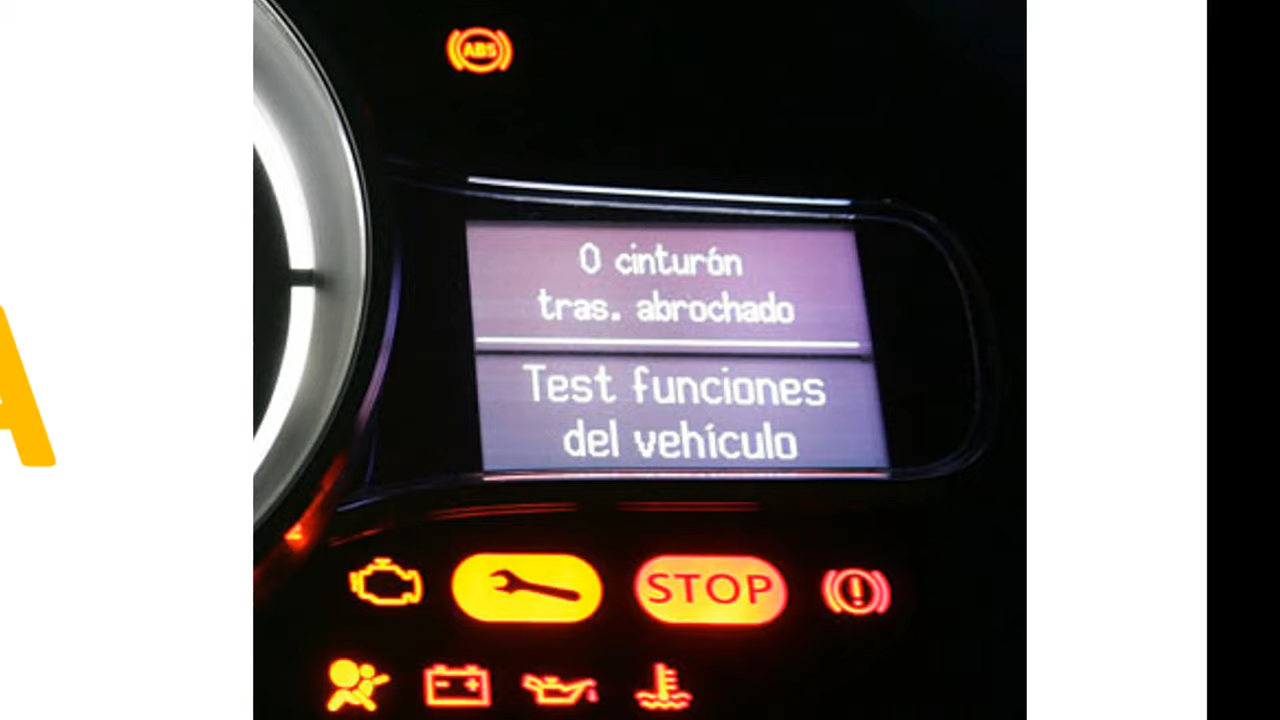 A
ABS
0 cinturón
tras. abrochado
Test funciones
del vehículo
STOP